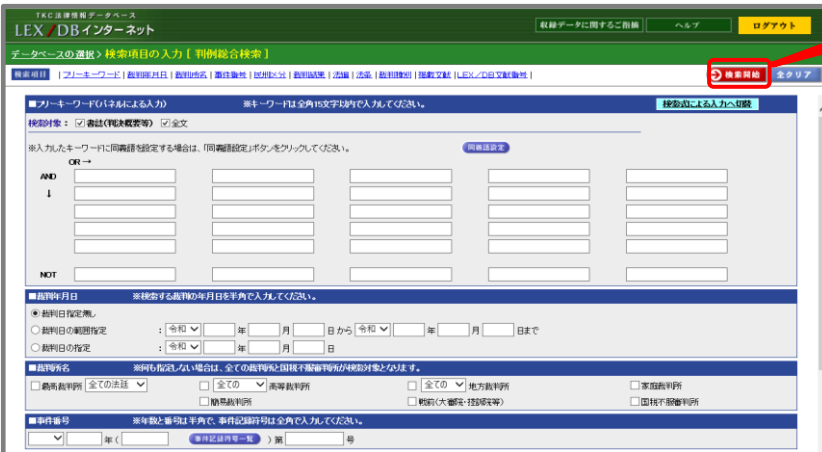 TKC法律情報データベース
LEX/DBインターネット
収録データに関するご指摘
ヘルプ
ログアウト
データベースの選択>検索項目の入力 [ 判例総合検索 ]
検索項目 | フリーキーワード | 裁判年月日 | 裁判所名 | 事件番号 | 民刑区分 | 裁判結果 | 法編 | 法条 | 裁判種別 | 掲載文献 | LEX/DB文献番号 |
検索開始
全クリア
■フリーキーワード(パネルによる入力) ※キーワードは全角15文字以内で入力してください。
検索式による入力へ切替
検索対象: 書誌(判決概要等) 全文
※入力したキーワードに同義語を設定する場合は、「同義語設定」ボタンをクリックしてください。
同義語設定
OR→
AND
↓
NOT
■裁判年月日 ※検索する裁判の年月日を半角で入力してください。
裁判日指定無し
裁判日の範囲指定 : 令和 年 月 日から 令和 年 月 日まで
裁判日の指定 : 令和 年 月 日
■裁判所名 ※何も指定しない場合は、全ての裁判所と国税不服審判所が検索対象となります。
最高裁判所 全ての法廷 全ての 高等裁判所 全ての 地方裁判所 家庭裁判所
簡易裁判所 戦前(大審院・控訴院等) 国税不服審判所
■事件番号 ※年数と番号は半角で、事件記録符号は全角で入力してください。
年( 事件記録符号一覧 )第 号